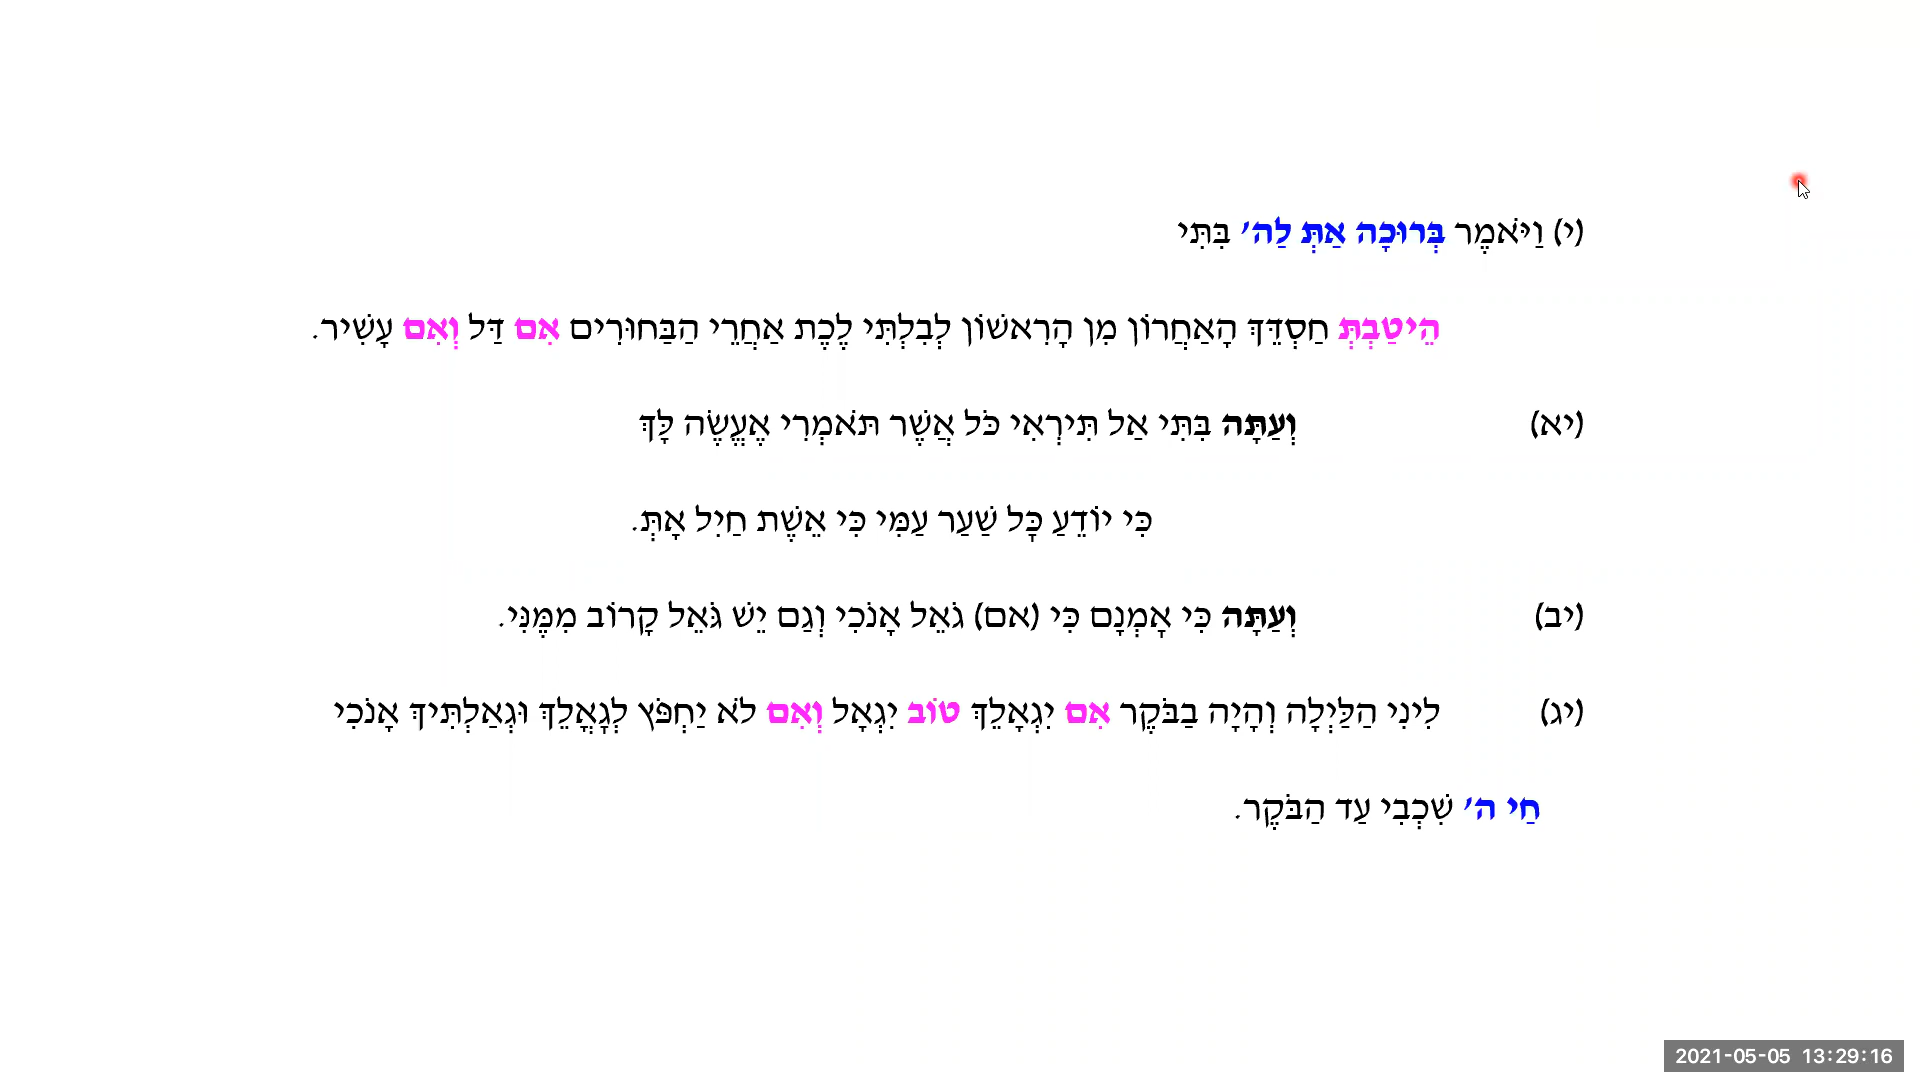 (י) וַיֹּאמֶר בְּרוּכָה אַתְּ לַה׳ בִּתִּי
הֵיטַבְתְּ חַסְדֵּךְ הָאַחֲרוֹן מִן הָרִאשׁוֹן לְבִלְתִּי לֶכֶת אַחֲרֵי הַבַּחוּרִים אִם דַּל וְאִם עָשִׁיר.
(יא) וְעַתָּה בִּתִּי אַל תִּירְאִי כֹּל אֲשֶׁר תֹּאמְרִי אֶעֱשֶׂה לָּךְ
כִּי יוֹדֵעַ כָּל שַׁעַר עַמִּי כִּי אֵשֶׁת חַיִל אָתְּ.
(יב) וְעַתָּה כִּי אָמְנָם כִּי (אם) גֹאֵל אָנֹכִי וְגַם יֵשׁ גֹּאֵל קָרוֹב מִמֶּנִּי.
(יג) לִינִי הַלַּיְלָה וְהָיָה בַבֹּקֶר אִם יִגְאָלֵךְ טוֹב יִגְאָל וְאִם לֹא יַחְפֹּץ לְגָאֳלֵךְ וּגְאַלְתִּיךְ אָנֹכִי
חַי ה׳ שִׁכְבִי עַד הַבֹּקֶר.
2021-05-05 13:29:16